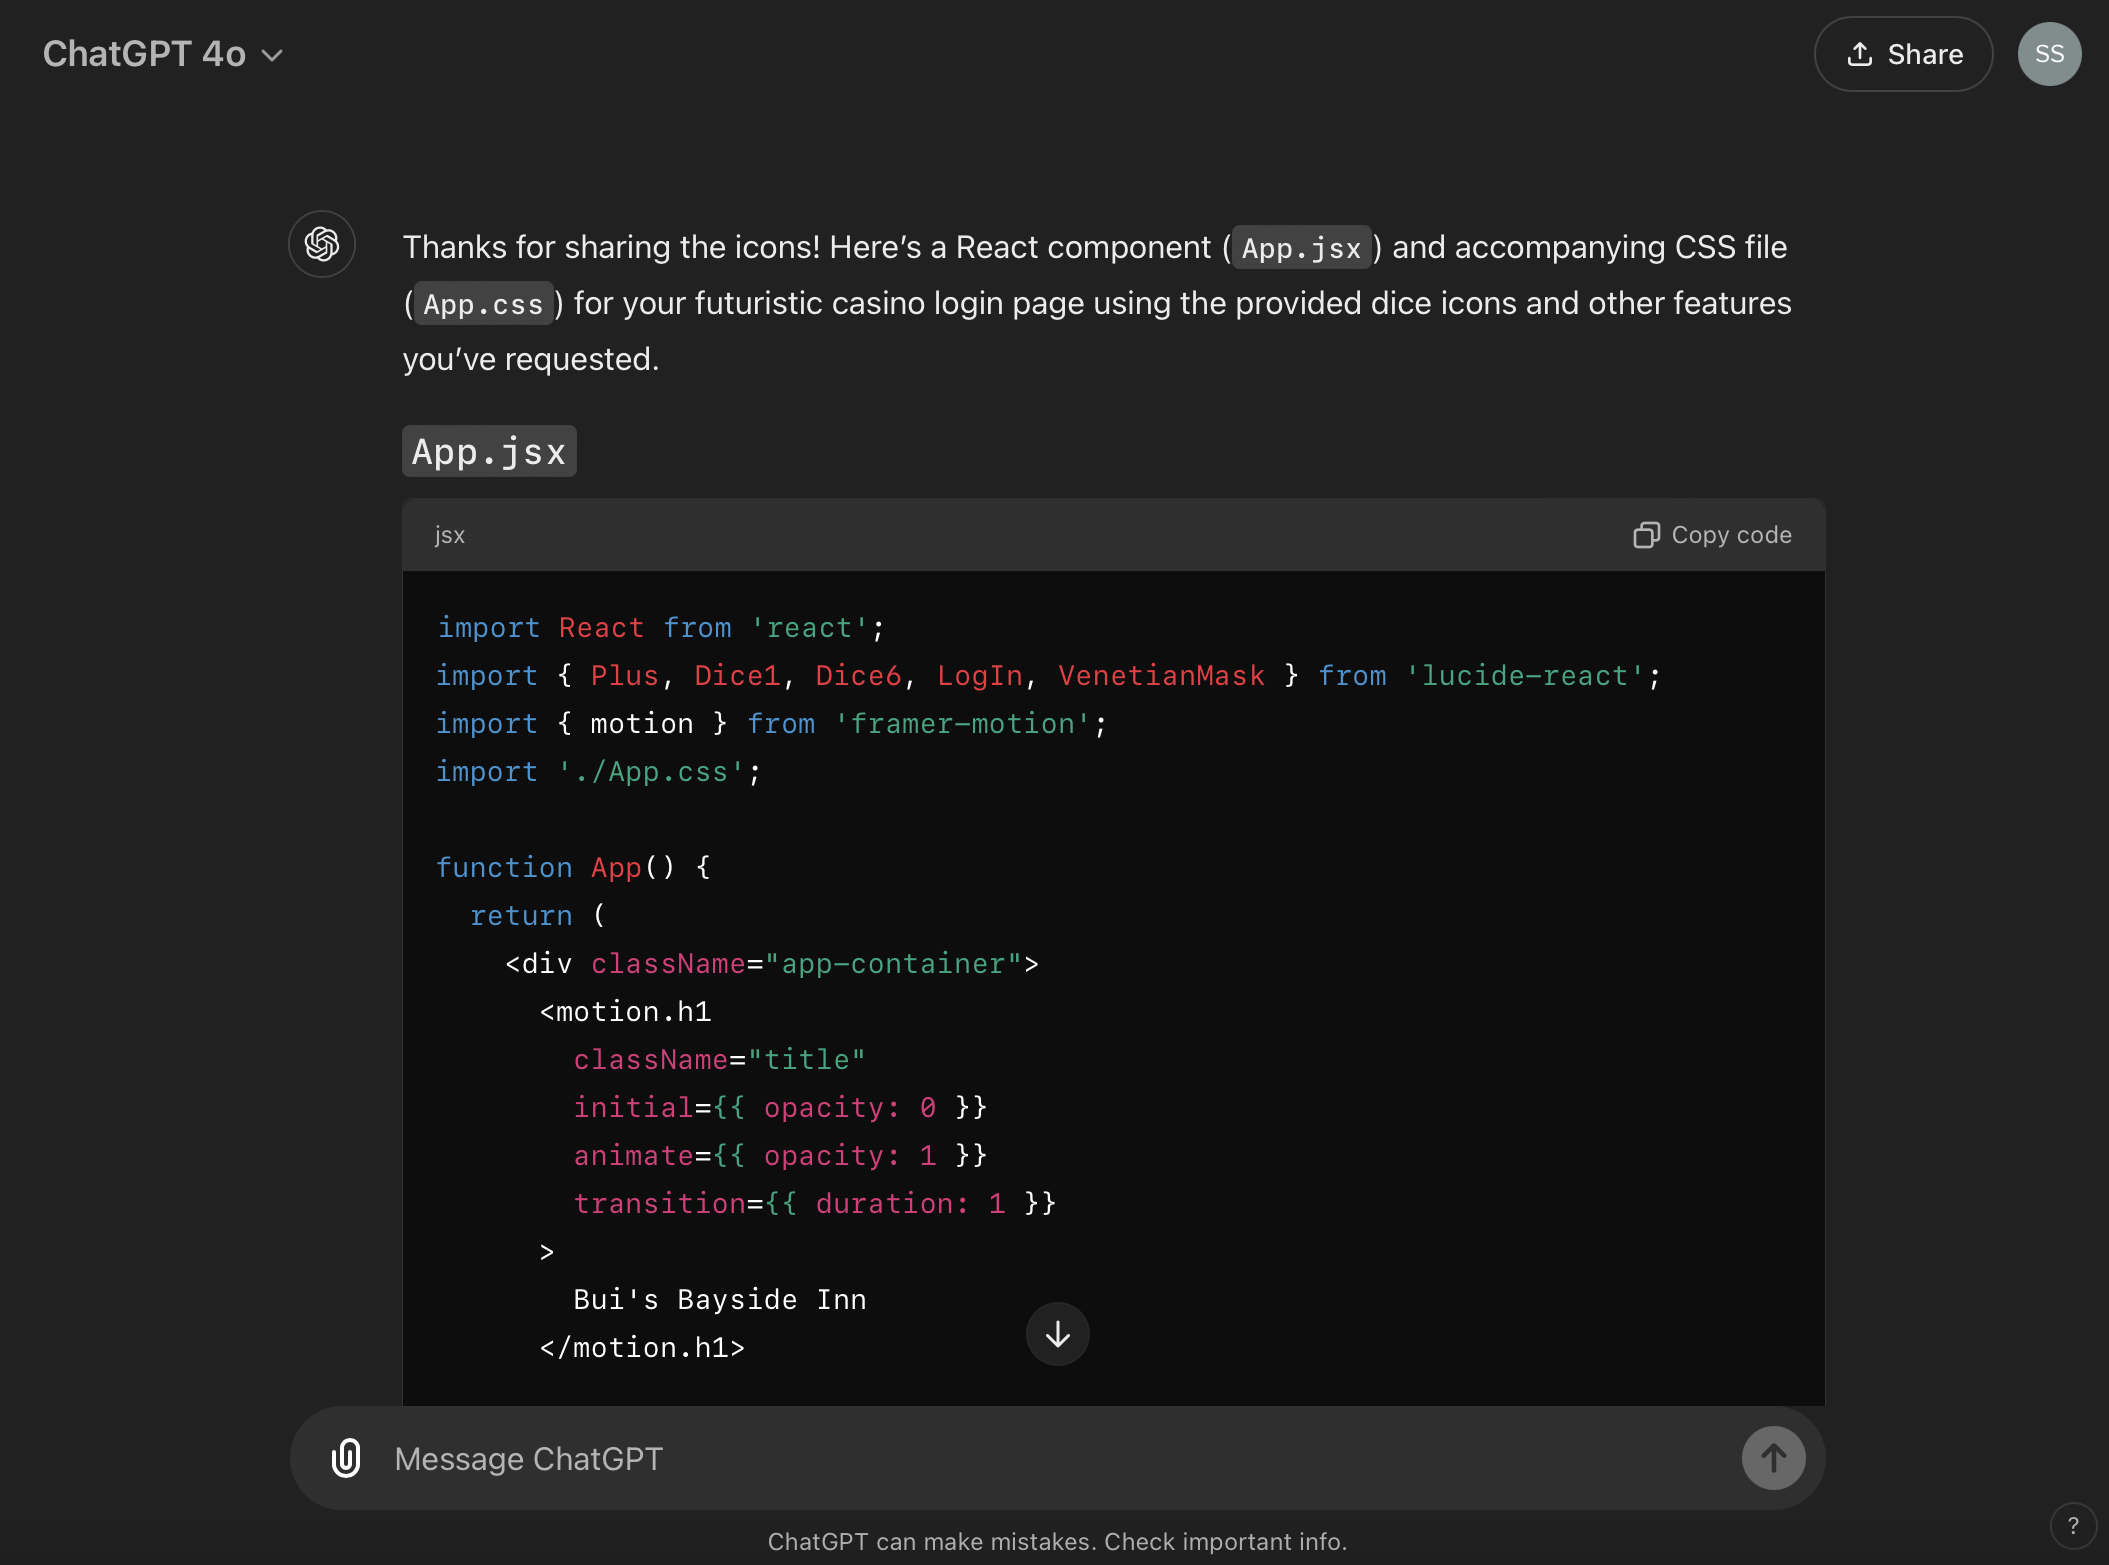 ChatGPT 4o
Share
SS
Thanks for sharing the icons! Here’s a React component (App.jsx) and accompanying CSS file
(App.css) for your futuristic casino login page using the provided dice icons and other features
you’ve requested.
App.jsx
jsx
Copy code
import React from 'react';
import { Plus, Dice1, Dice6, LogIn, VenetianMask } from 'lucide-react';
import { motion } from 'framer-motion';
import './App.css';
function App() {
  return (
    <div className="app-container">
      <motion.h1
        className="title"
        initial={{ opacity: 0 }}
        animate={{ opacity: 1 }}
        transition={{ duration: 1 }}
      >
        Bui's Bayside Inn
      </motion.h1>
Message ChatGPT
ChatGPT can make mistakes. Check important info.
?